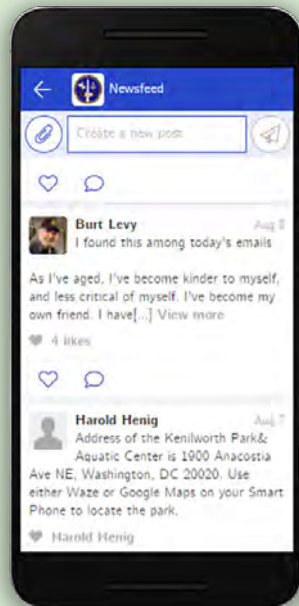 Newsfeed
Create a new post
Burt Levy
Aug 8
I found this among today's emails
As I've aged, I've become kinder to myself,
and less critical of myself. I've become my
own friend. I have[...] View more
4 likes
Harold Henig
Aug 7
Address of the Kenilworth Park&
Aquatic Center is 1900 Anacostia
Ave NE, Washington, DC 20020. Use
either Waze or Google Maps on your Smart
Phone to locate the park.
Harold Henig